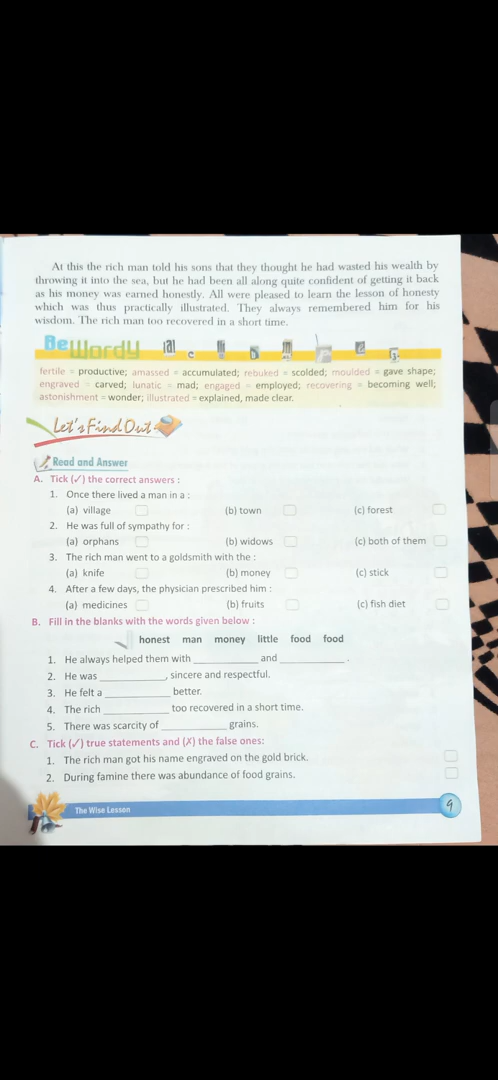 At this the rich man told his sons that they thought he had wasted his wealth by
throwing it into the sea, but he had been all along quite confident of getting it back
as his money was earned honestly. All were pleased to learn the lesson of honesty
which was thus practically illustrated. They always remembered him for his
wisdom. The rich man too recovered in a short time.
Be Wordy
fertile = productive; amassed = accumulated; rebuked = scolded; moulded = gave shape;
engraved = carved; lunatic = mad; engaged = employed; recovering = becoming well;
astonishment = wonder; illustrated = explained, made clear.
Let's Find Out
Read and Answer
A. Tick (✓) the correct answers :
1. Once there lived a man in a :
(a) village (b) town (c) forest
2. He was full of sympathy for :
(a) orphans (b) widows (c) both of them
3. The rich man went to a goldsmith with the :
(a) knife (b) money (c) stick
4. After a few days, the physician prescribed him :
(a) medicines (b) fruits (c) fish diet
B. Fill in the blanks with the words given below :
honest man money little food food
1. He always helped them with ____________ and ____________ .
2. He was ____________, sincere and respectful.
3. He felt a ____________ better.
4. The rich ____________ too recovered in a short time.
5. There was scarcity of ____________ grains.
C. Tick (✓) true statements and (✗) the false ones:
1. The rich man got his name engraved on the gold brick.
2. During famine there was abundance of food grains.
The Wise Lesson 9